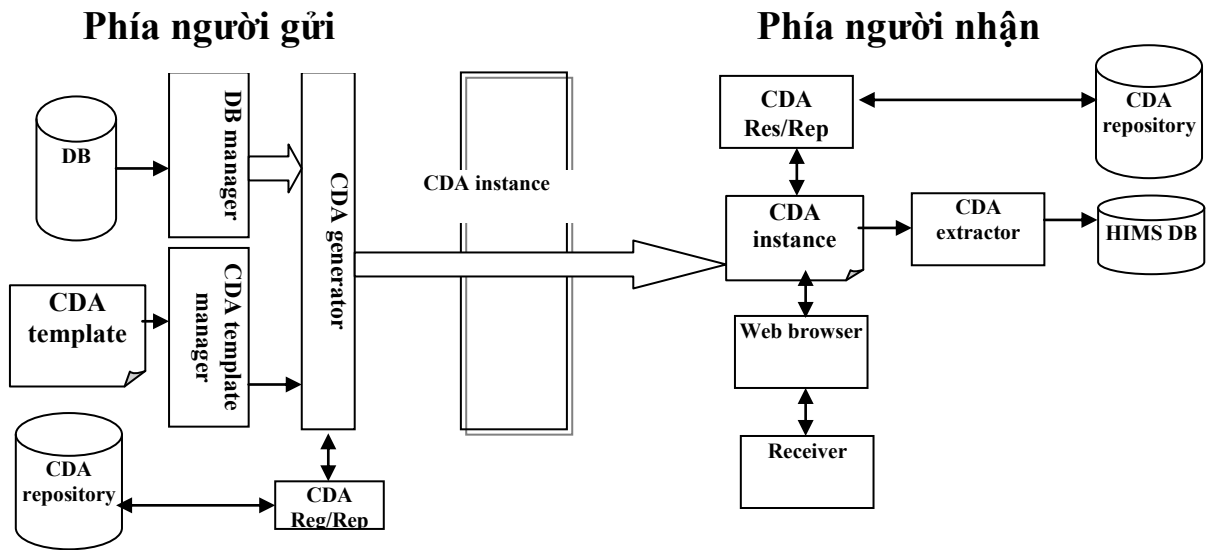 Phía người gửi
DB
DB manager
CDA generator
CDA
template
CDA template
manager
CDA
repository
CDA
Reg/Rep
CDA instance
Phía người nhận
CDA
Res/Rep
CDA
repository
CDA
instance
CDA
extractor
HIMS DB
Web browser
Receiver